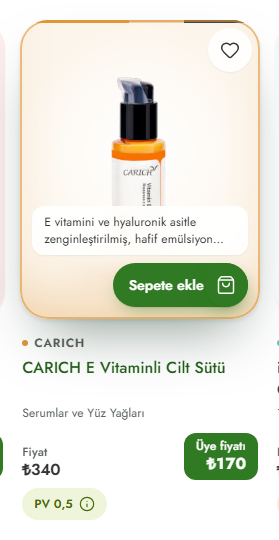 CARICH
E vitamini ve hyaluronik asitle
zenginleştirilmiş, hafif emülsiyon...
Sepete ekle
CARICH
CARICH E Vitaminli Cilt Sütü
Serumlar ve Yüz Yağları
Fiyat
₺340
Üye fiyatı
₺170
PV 0,5